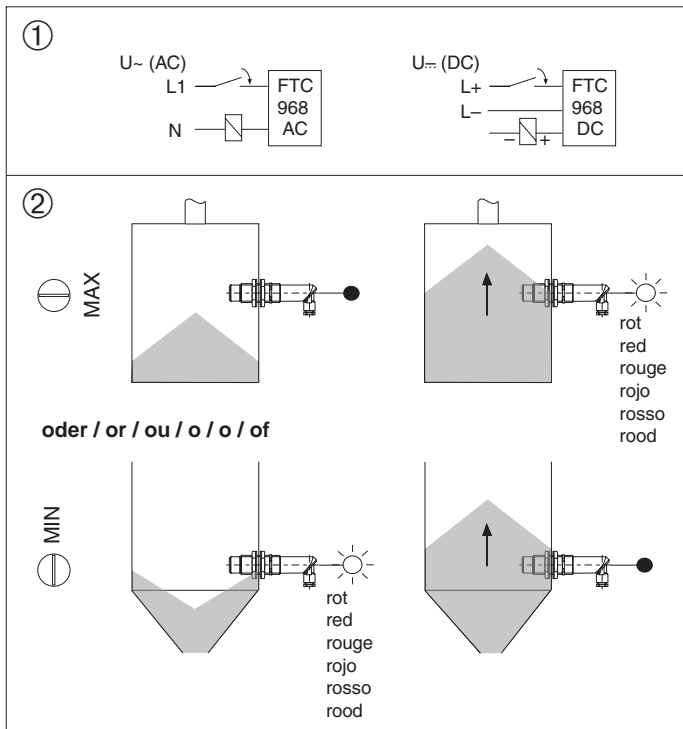 ①
U~ (AC)
L1
N
FTC
968
AC
U⎓ (DC)
L+
L–
– +
FTC
968
DC
②
MAX
rot
red
rouge
rojo
rosso
rood
oder / or / ou / o / o / of
MIN
rot
red
rouge
rojo
rosso
rood